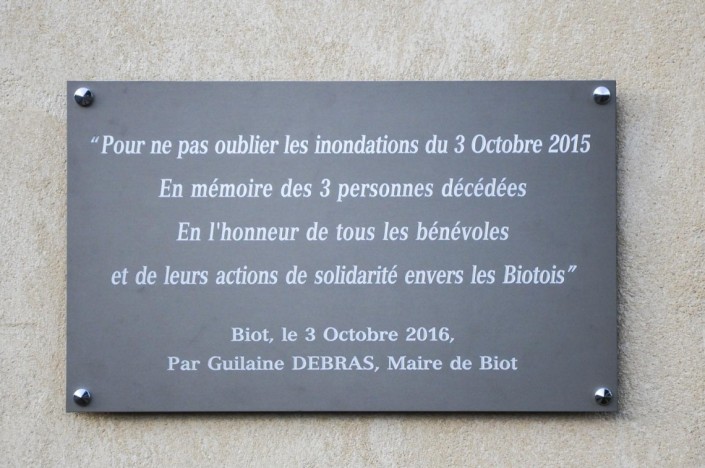 “Pour ne pas oublier les inondations du 3 Octobre 2015
En mémoire des 3 personnes décédées
En l'honneur de tous les bénévoles
et de leurs actions de solidarité envers les Biotois”
Biot, le 3 Octobre 2016,
Par Guilaine DEBRAS, Maire de Biot